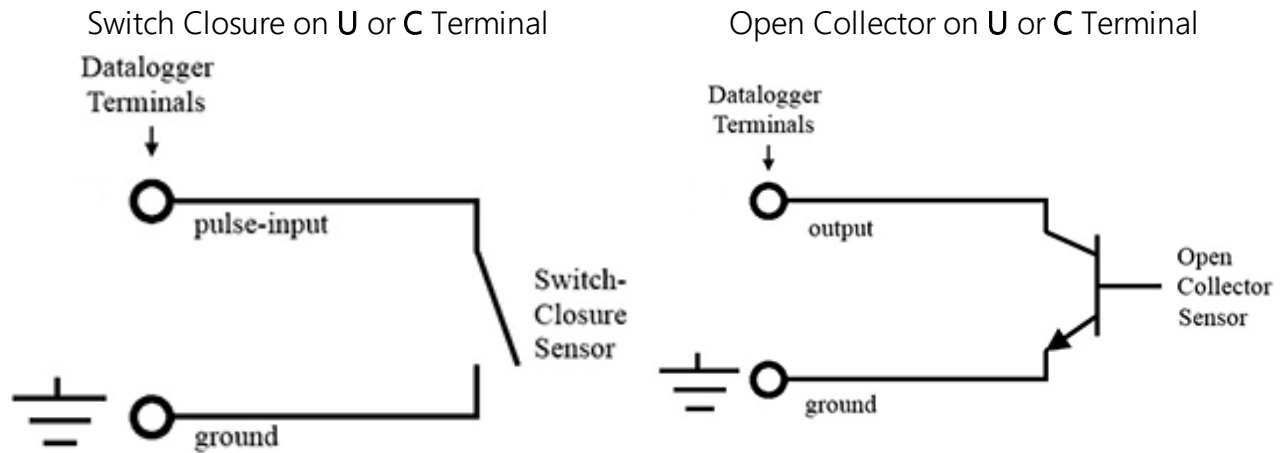 Switch Closure on U or C Terminal
Datalogger
Terminals
pulse-input
Switch-
Closure
Sensor
ground
Open Collector on U or C Terminal
Datalogger
Terminals
output
Open
Collector
Sensor
ground